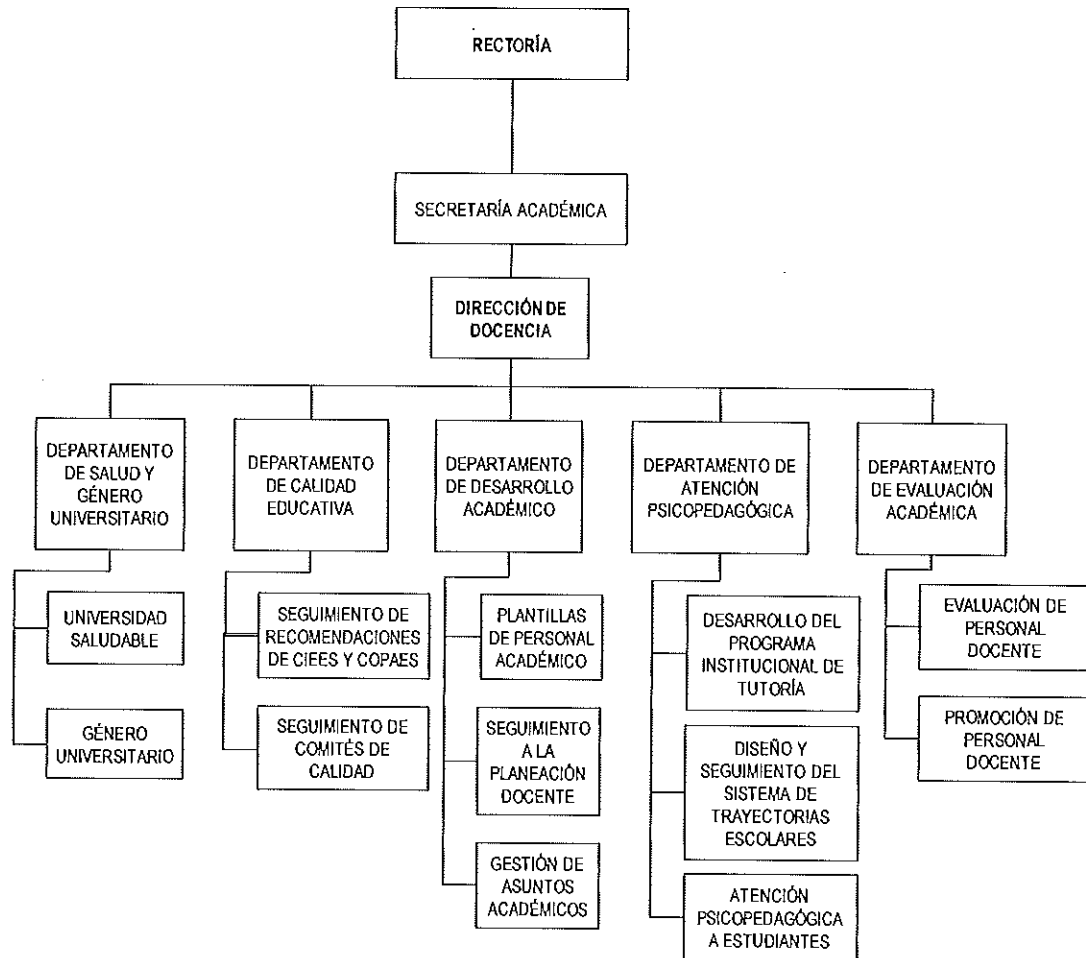 RECTORÍA
SECRETARÍA ACADÉMICA
DIRECCIÓN DE
DOCENCIA
DEPARTAMENTO
DE SALUD Y
GÉNERO
UNIVERSITARIO
DEPARTAMENTO
DE CALIDAD
EDUCATIVA
DEPARTAMENTO
DE DESARROLLO
ACADÉMICO
DEPARTAMENTO DE
ATENCIÓN
PSICOPEDAGÓGICA
DEPARTAMENTO
DE EVALUACIÓN
ACADÉMICA
UNIVERSIDAD
SALUDABLE
GÉNERO
UNIVERSITARIO
SEGUIMIENTO DE
RECOMENDACIONES
DE CIEES Y COPAES
SEGUIMIENTO DE
COMITÉS DE
CALIDAD
PLANTILLAS
DE PERSONAL
ACADÉMICO
SEGUIMIENTO
A LA
PLANEACIÓN
DOCENTE
GESTIÓN DE
ASUNTOS
ACADÉMICOS
DESARROLLO DEL
PROGRAMA
INSTITUCIONAL DE
TUTORÍA
DISEÑO Y
SEGUIMIENTO DEL
SISTEMA DE
TRAYECTORIAS
ESCOLARES
ATENCIÓN
PSICOPEDAGÓGICA
A ESTUDIANTES
EVALUACIÓN DE
PERSONAL
DOCENTE
PROMOCIÓN DE
PERSONAL
DOCENTE